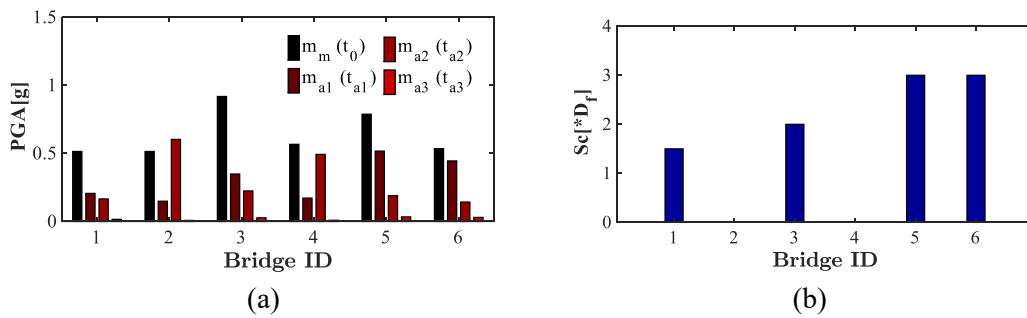 1.5
1
0.5
0
PGA[g]
m_m (t_0)
m_a2 (t_a2)
m_a1 (t_a1)
m_a3 (t_a3)
1 2 3 4 5 6
Bridge ID
(a)
4
3
2
1
0
Sc[*D_f]
1 2 3 4 5 6
Bridge ID
(b)